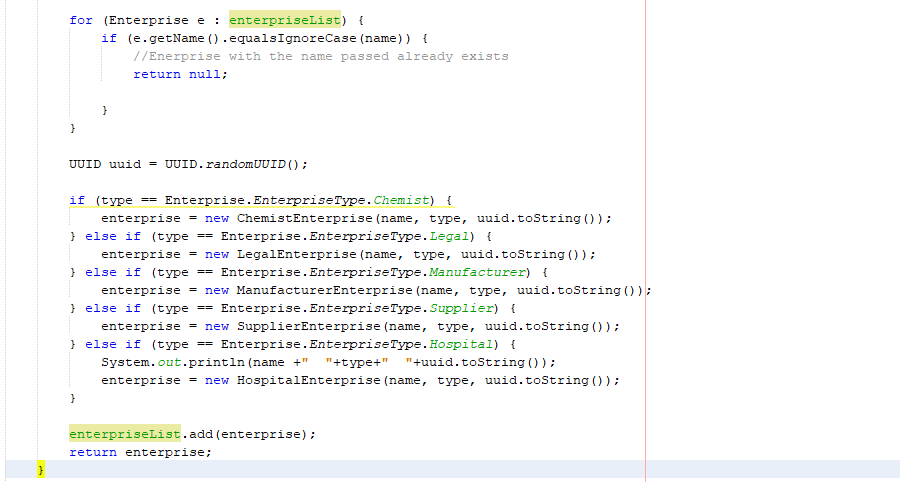 for (Enterprise e : enterpriseList) {
if (e.getName().equalsIgnoreCase(name)) {
//Enerprise with the name passed already exists
return null;
}
}
UUID uuid = UUID.randomUUID();
if (type == Enterprise.EnterpriseType.Chemist) {
enterprise = new ChemistEnterprise(name, type, uuid.toString());
} else if (type == Enterprise.EnterpriseType.Legal) {
enterprise = new LegalEnterprise(name, type, uuid.toString());
} else if (type == Enterprise.EnterpriseType.Manufacturer) {
enterprise = new ManufacturerEnterprise(name, type, uuid.toString());
} else if (type == Enterprise.EnterpriseType.Supplier) {
enterprise = new SupplierEnterprise(name, type, uuid.toString());
} else if (type == Enterprise.EnterpriseType.Hospital) {
System.out.println(name +"  "+type+"  "+uuid.toString());
enterprise = new HospitalEnterprise(name, type, uuid.toString());
}
enterpriseList.add(enterprise);
return enterprise;
}